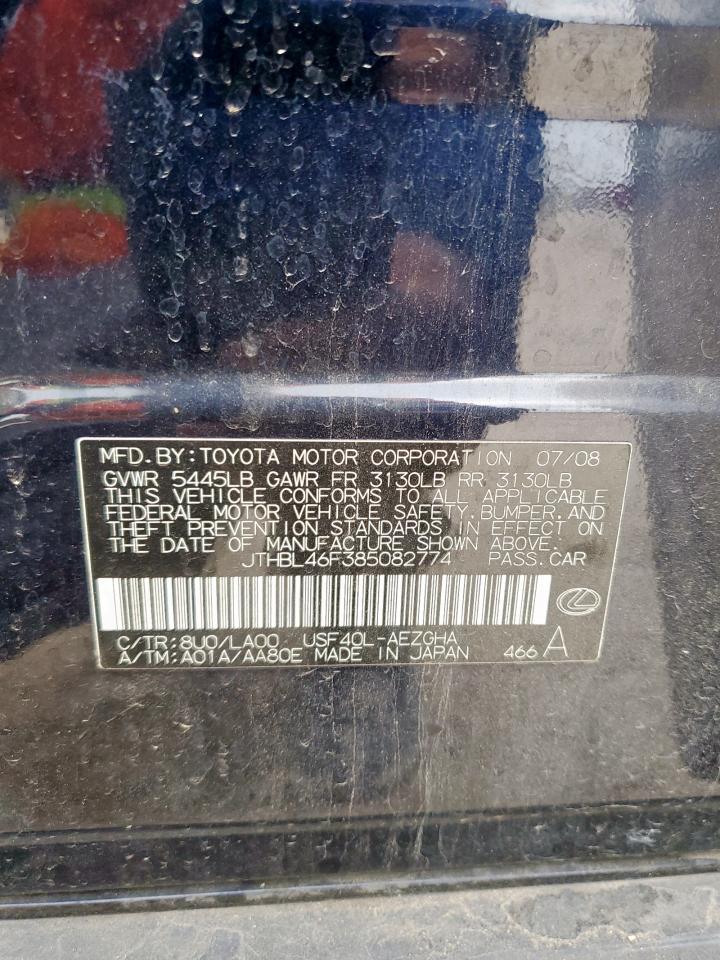 MFD.BY:TOYOTA MOTOR CORPORATION 07/08
GVWR 5445LB GAWR FR 3130LB RR 3130LB
THIS VEHICLE CONFORMS TO ALL APPLICABLE
FEDERAL MOTOR VEHICLE SAFETY,BUMPER,AND
THEFT PREVENTION STANDARDS IN EFFECT ON
THE DATE OF MANUFACTURE SHOWN ABOVE.
JTHBL46F385082774 PASS.CAR
C/TR:8U0/LA00 USF40L-AEZGHA
A/TM:A01A/AA80E MADE IN JAPAN 466 A